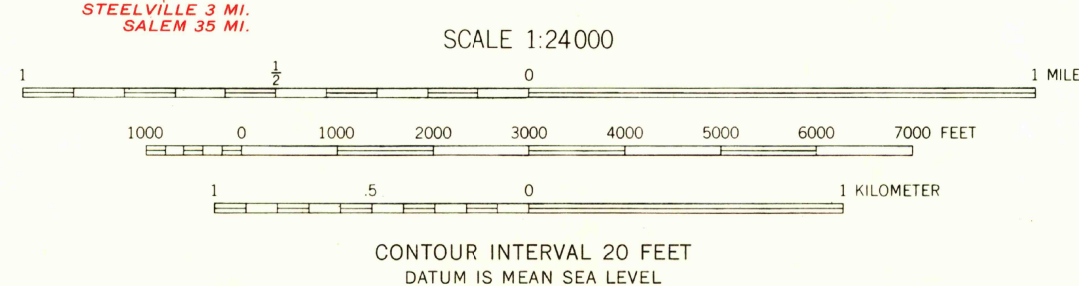 STEELVILLE 3 MI.
SALEM 35 MI.
SCALE 1:24000
1 ½ 0 1 MILE
1000 0 1000 2000 3000 4000 5000 6000 7000 FEET
1 .5 0 1 KILOMETER
CONTOUR INTERVAL 20 FEET
DATUM IS MEAN SEA LEVEL